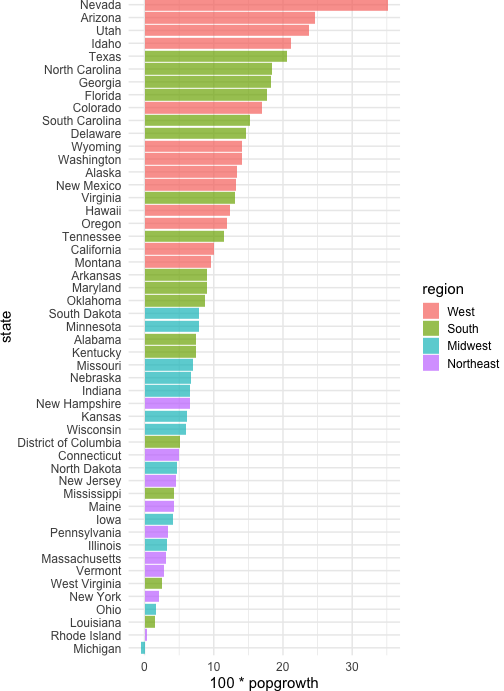 Nevada
Arizona
Utah
Idaho
Texas
North Carolina
Georgia
Florida
Colorado
South Carolina
Delaware
Wyoming
Washington
Alaska
New Mexico
Virginia
Hawaii
Oregon
Tennessee
California
Montana
Arkansas
Maryland
Oklahoma
South Dakota
Minnesota
Alabama
Kentucky
Missouri
Nebraska
Indiana
New Hampshire
Kansas
Wisconsin
District of Columbia
Connecticut
North Dakota
New Jersey
Mississippi
Maine
Iowa
Pennsylvania
Illinois
Massachusetts
Vermont
West Virginia
New York
Ohio
Louisiana
Rhode Island
Michigan
state
0 10 20 30
100 * popgrowth
region
West
South
Midwest
Northeast